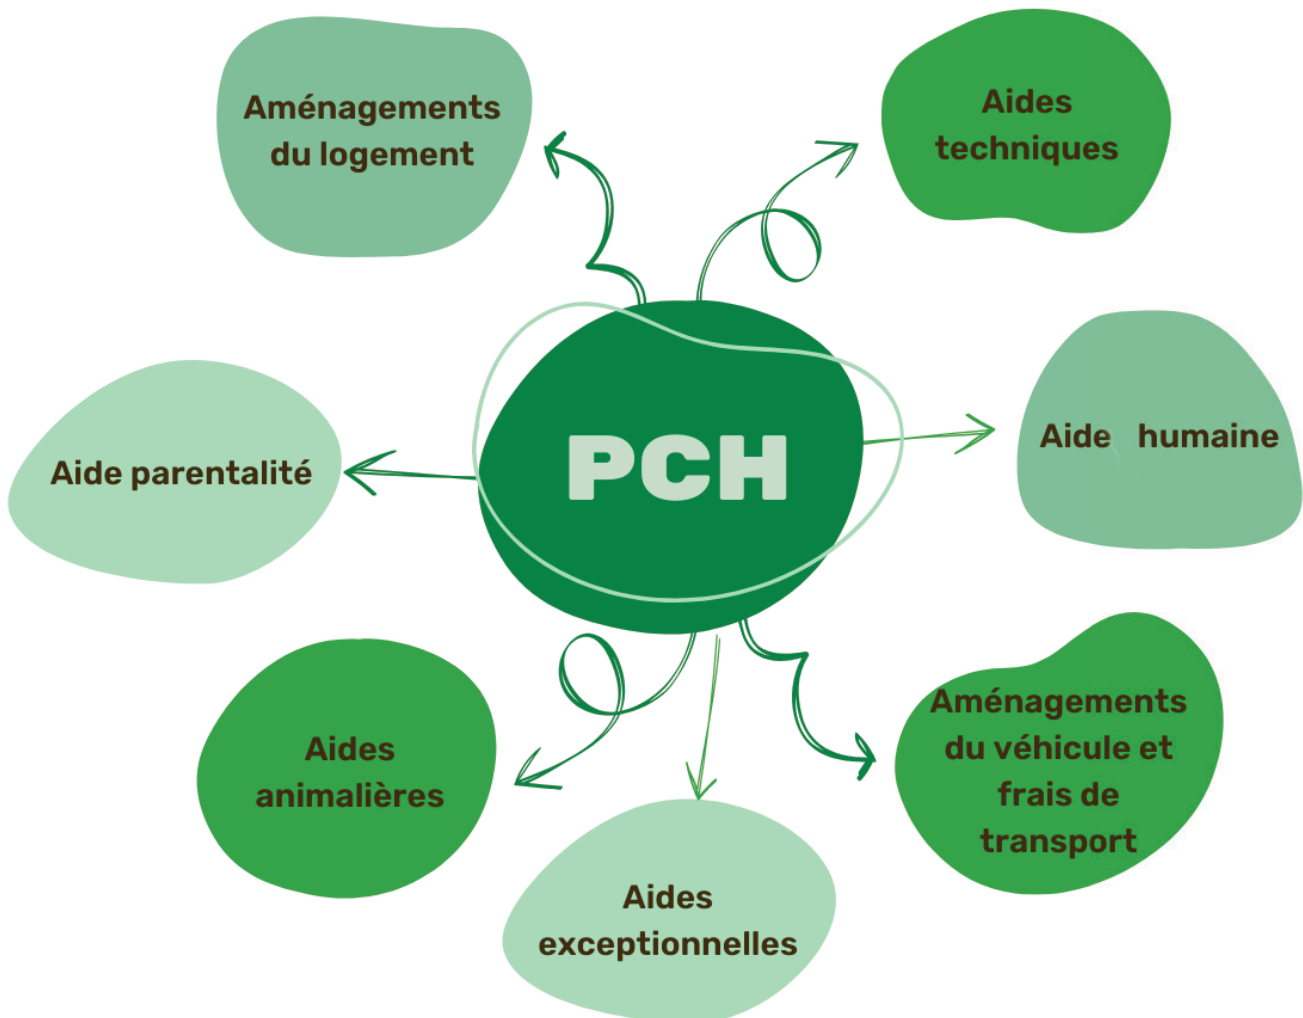 Aménagements
du logement
Aides
techniques
Aide humaine
PCH
Aide parentalité
Aménagements
du véhicule et
frais de
transport
Aides
animalières
Aides
exceptionnelles